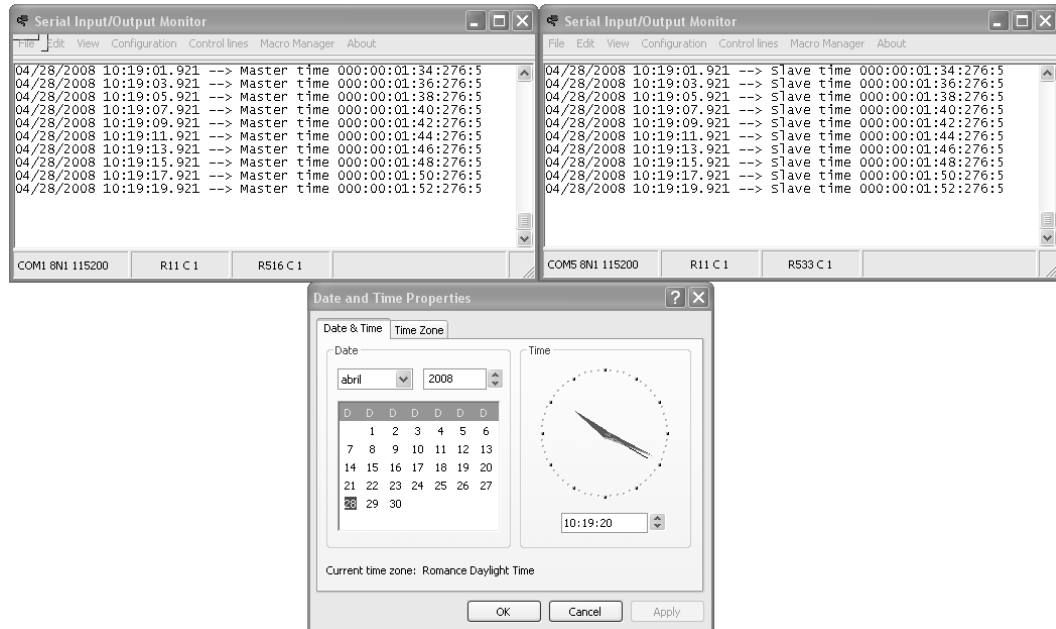 Serial Input/Output Monitor
File Edit View Configuration Control lines Macro Manager About
04/28/2008 10:19:01.921 --> Master time 000:00:01:34:276:5
04/28/2008 10:19:03.921 --> Master time 000:00:01:36:276:5
04/28/2008 10:19:05.921 --> Master time 000:00:01:38:276:5
04/28/2008 10:19:07.921 --> Master time 000:00:01:40:276:5
04/28/2008 10:19:09.921 --> Master time 000:00:01:42:276:5
04/28/2008 10:19:11.921 --> Master time 000:00:01:44:276:5
04/28/2008 10:19:13.921 --> Master time 000:00:01:46:276:5
04/28/2008 10:19:15.921 --> Master time 000:00:01:48:276:5
04/28/2008 10:19:17.921 --> Master time 000:00:01:50:276:5
04/28/2008 10:19:19.921 --> Master time 000:00:01:52:276:5
COM1 8N1 115200 R11 C 1 R516 C 1
Serial Input/Output Monitor
File Edit View Configuration Control lines Macro Manager About
04/28/2008 10:19:01.921 --> Slave time 000:00:01:34:276:5
04/28/2008 10:19:03.921 --> Slave time 000:00:01:36:276:5
04/28/2008 10:19:05.921 --> Slave time 000:00:01:38:276:5
04/28/2008 10:19:07.921 --> Slave time 000:00:01:40:276:5
04/28/2008 10:19:09.921 --> Slave time 000:00:01:42:276:5
04/28/2008 10:19:11.921 --> Slave time 000:00:01:44:276:5
04/28/2008 10:19:13.921 --> Slave time 000:00:01:46:276:5
04/28/2008 10:19:15.921 --> Slave time 000:00:01:48:276:5
04/28/2008 10:19:17.921 --> Slave time 000:00:01:50:276:5
04/28/2008 10:19:19.921 --> Slave time 000:00:01:52:276:5
COM5 8N1 115200 R11 C 1 R533 C 1
Date and Time Properties
Date & Time Time Zone
Date
abril 2008
D D D D D D D
1 2 3 4 5 6
7 8 9 10 11 12 13
14 15 16 17 18 19 20
21 22 23 24 25 26 27
28 29 30
Time
10:19:20
Current time zone: Romance Daylight Time
OK Cancel Apply